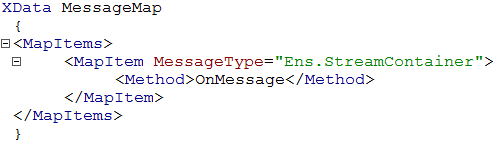 XData MessageMap
{
<MapItems>
<MapItem MessageType="Ens.StreamContainer">
<Method>OnMessage</Method>
</MapItem>
</MapItems>
}